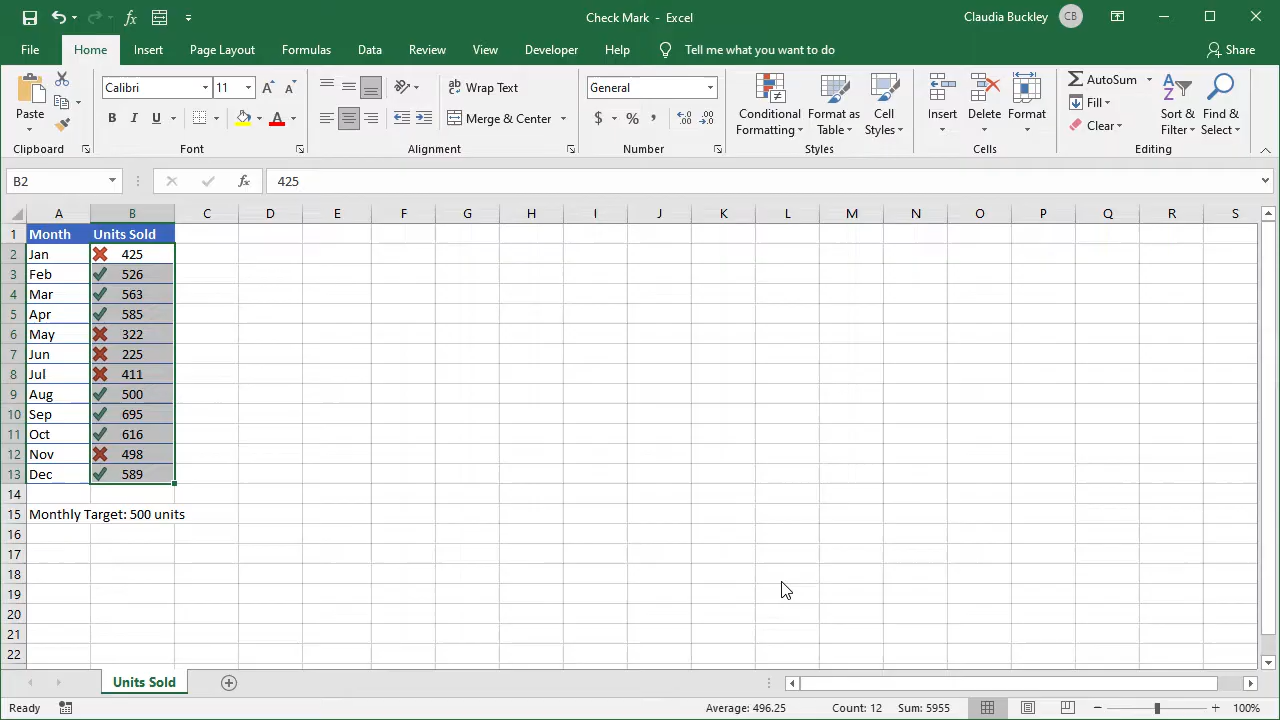 Check Mark - Excel
Claudia Buckley CB
File Home Insert Page Layout Formulas Data Review View Developer Help Tell me what you want to do Share
Paste
Clipboard
Calibri 11
B I U
Font
Wrap Text
Merge & Center
Alignment
General
$ % ,
Number
Conditional Formatting
Format as Table
Cell Styles
Styles
Insert Delete Format
Cells
AutoSum
Fill
Clear
Sort & Filter
Find & Select
Editing
B2 fx 425
A B C D E F G H I J K L M N O P Q R S
1 Month Units Sold
2 Jan 425
3 Feb 526
4 Mar 563
5 Apr 585
6 May 322
7 Jun 225
8 Jul 411
9 Aug 500
10 Sep 695
11 Oct 616
12 Nov 498
13 Dec 589
14
15 Monthly Target: 500 units
16
17
18
19
20
21
22
Units Sold
Ready Average: 496.25 Count: 12 Sum: 5955 100%